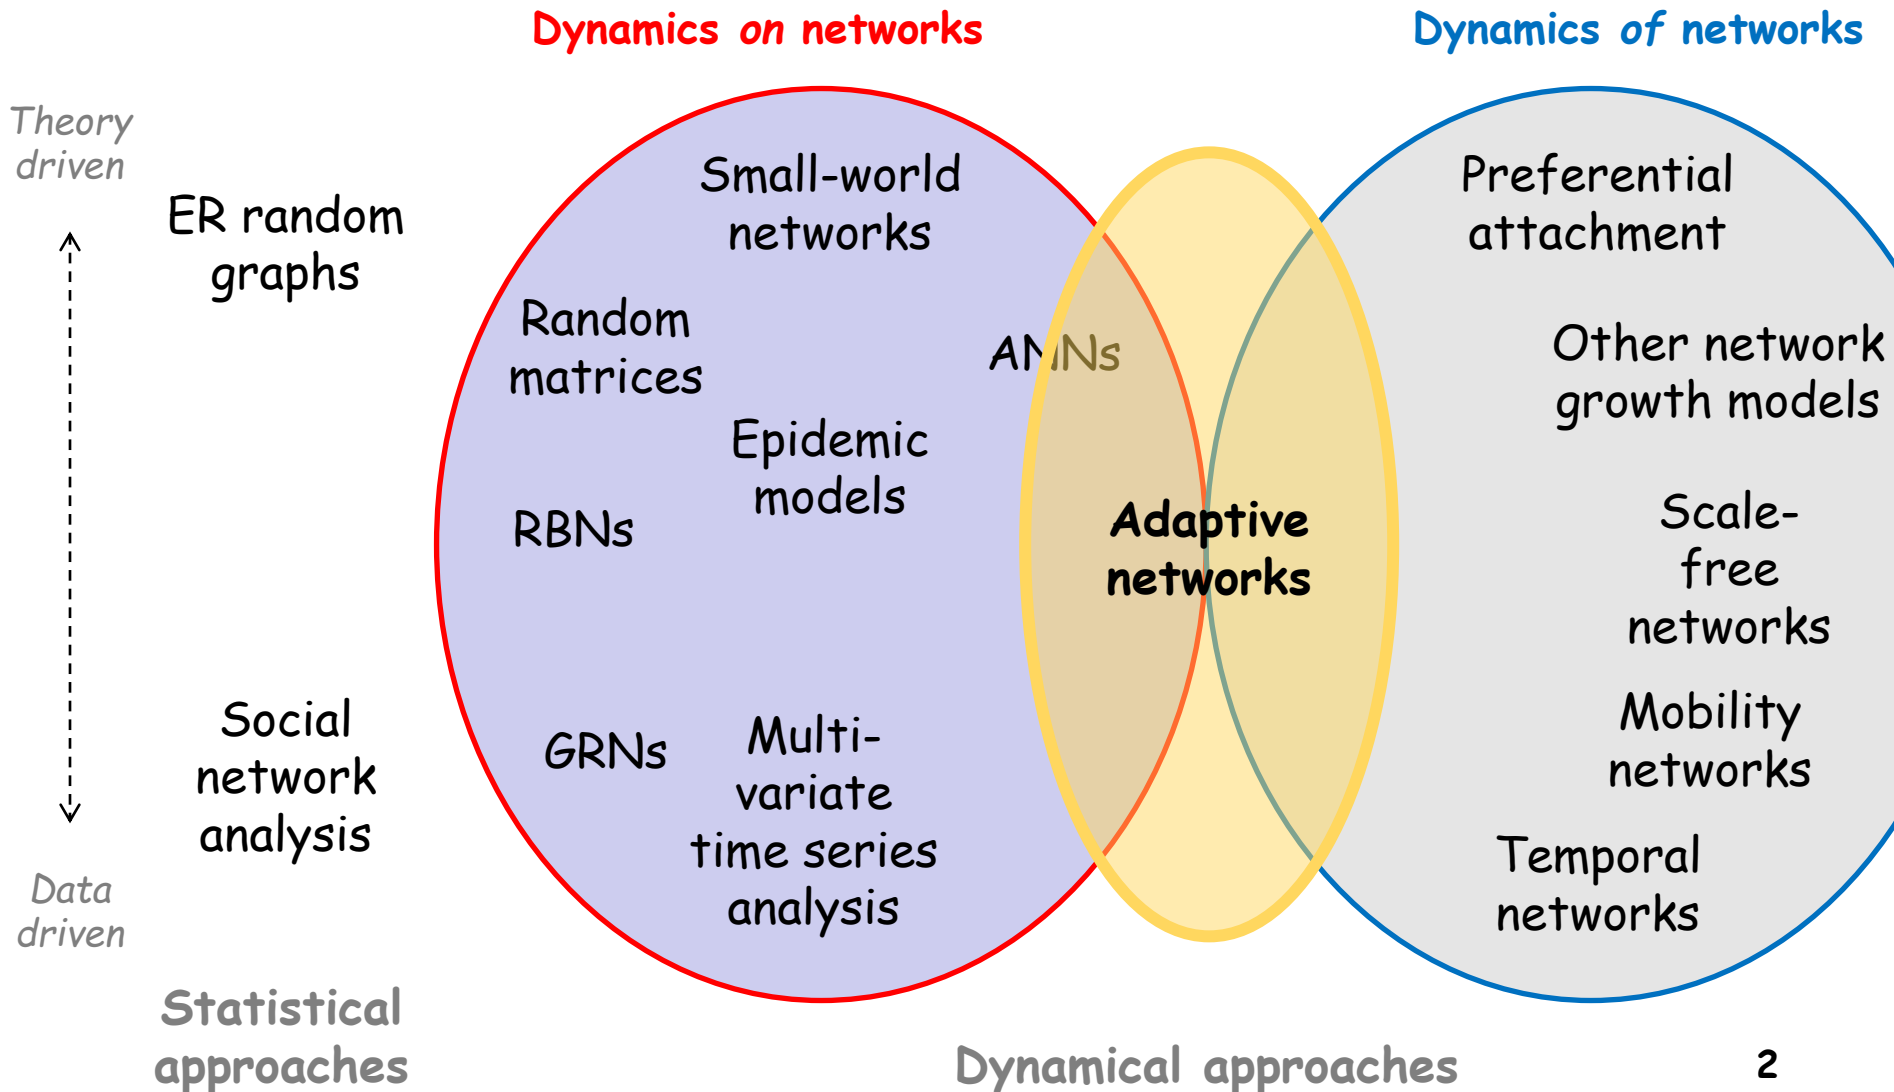 Dynamics on networks
Dynamics of networks
Theory
driven
ER random
graphs
Social
network
analysis
Data
driven
Statistical
approaches
Small-world
networks
Random
matrices
ANNs
Epidemic
models
RBNs
GRNs
Multi-
variate
time series
analysis
Adaptive
networks
Preferential
attachment
Other network
growth models
Scale-
free
networks
Mobility
networks
Temporal
networks
Dynamical approaches
2